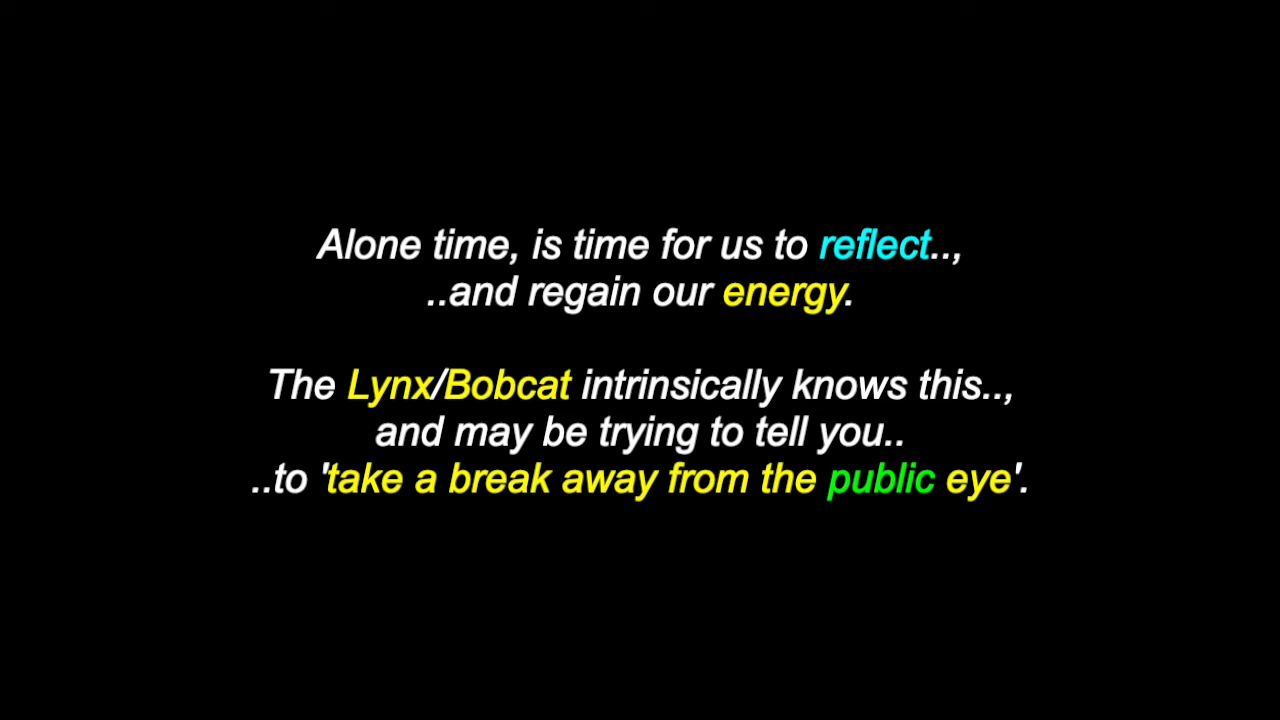 Alone time, is time for us to reflect..,
..and regain our energy.
The Lynx/Bobcat intrinsically knows this..,
and may be trying to tell you..
..to 'take a break away from the public eye'.